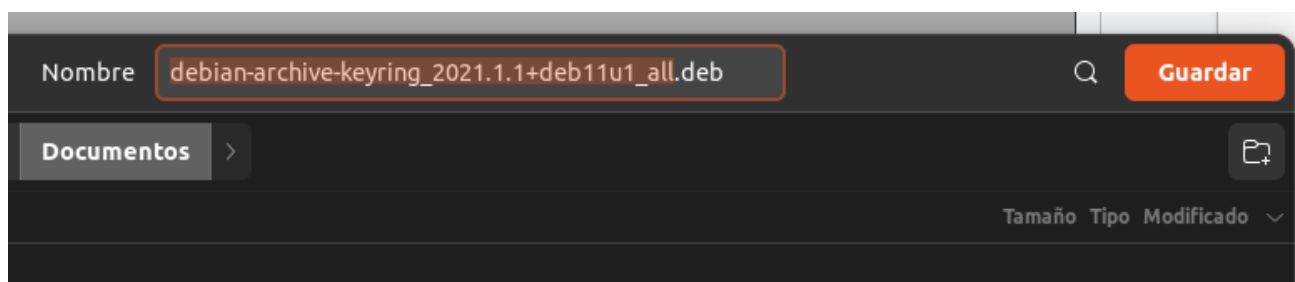 Nombre debian-archive-keyring_2021.1.1+deb11u1_all.deb Guardar
Documentos
Tamaño Tipo Modificado